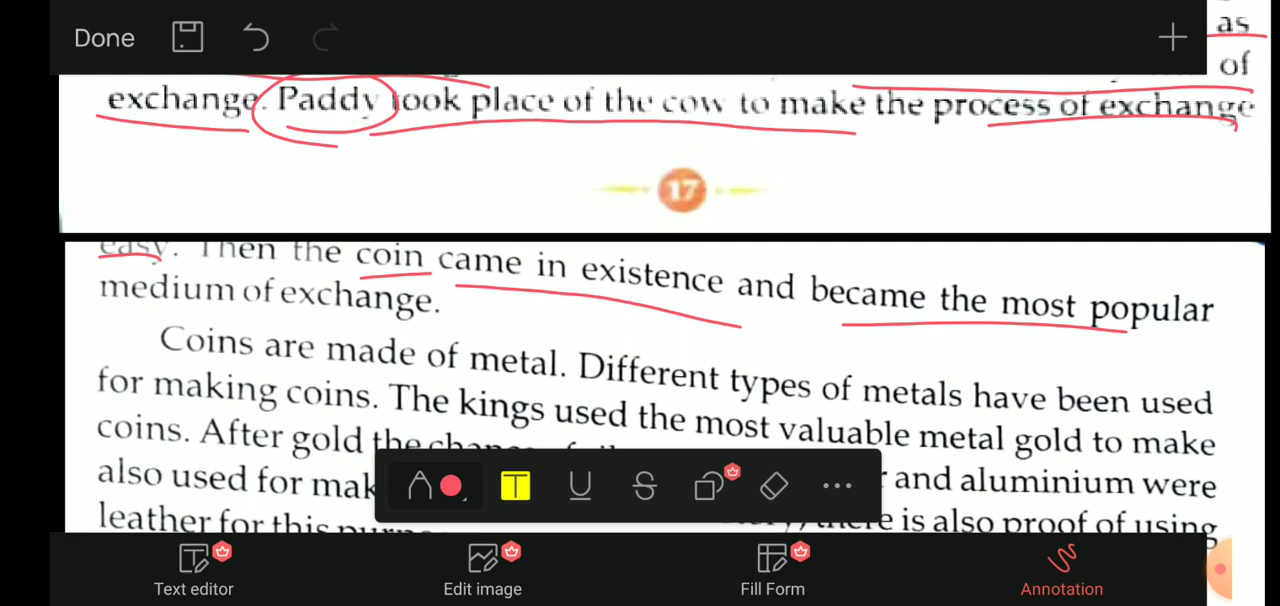 Done
as
of
exchange. Paddy took place of the cow to make the process of exchange
17
easy. Then the coin came in existence and became the most popular
medium of exchange.
Coins are made of metal. Different types of metals have been used
for making coins. The kings used the most valuable metal gold to make
coins. After gold the
and aluminium were
also used for mak
leather for this
there is also proof of using
Text editor
Edit image
Fill Form
Annotation